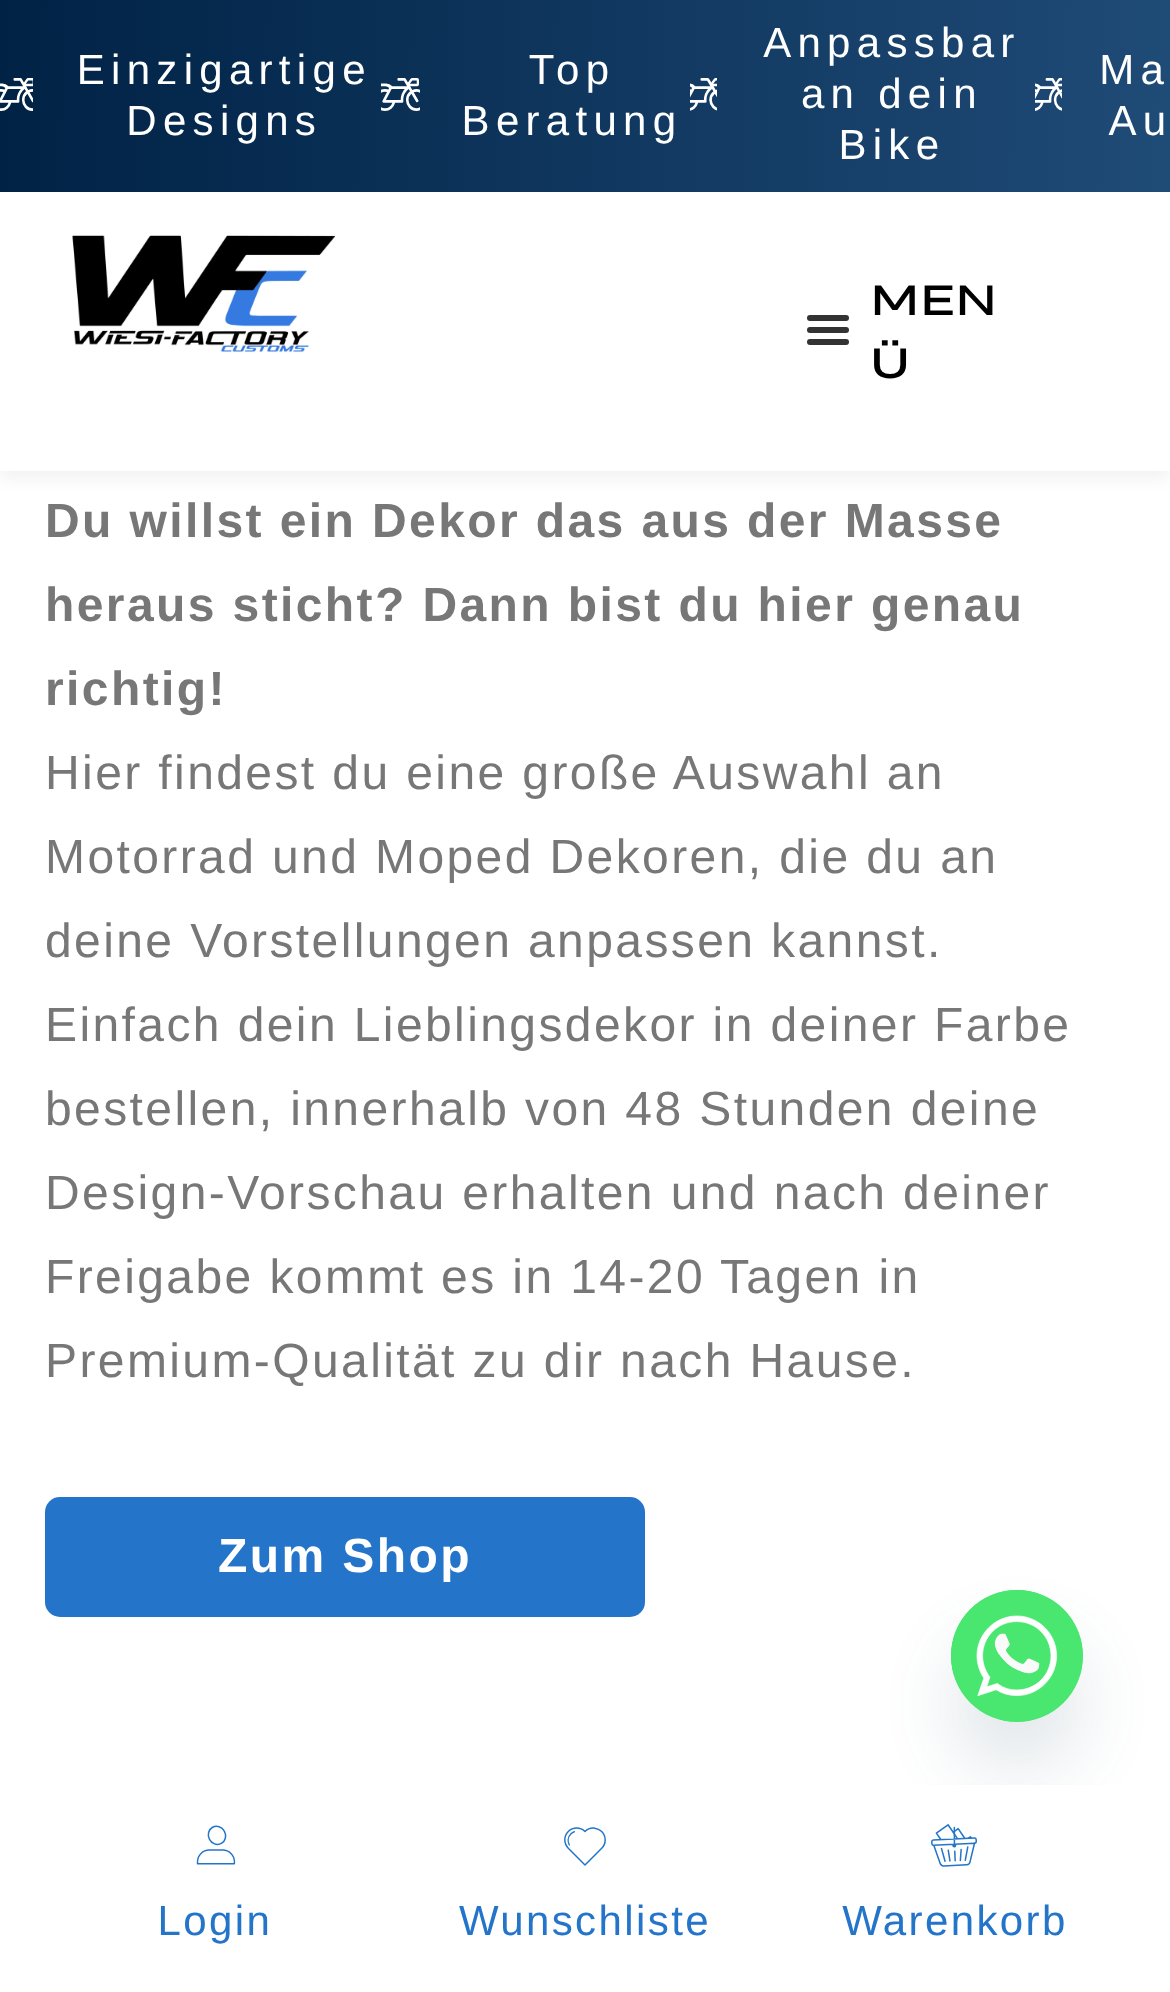 Einzigartige
Designs
Top
Beratung
Anpassbar
an dein
Bike
Ma
Au
WFC
WIESI-FACTORY
CUSTOMS
MEN
Ü
Du willst ein Dekor das aus der Masse
heraus sticht? Dann bist du hier genau
richtig!
Hier findest du eine große Auswahl an
Motorrad und Moped Dekoren, die du an
deine Vorstellungen anpassen kannst.
Einfach dein Lieblingsdekor in deiner Farbe
bestellen, innerhalb von 48 Stunden deine
Design-Vorschau erhalten und nach deiner
Freigabe kommt es in 14-20 Tagen in
Premium-Qualität zu dir nach Hause.
Zum Shop
Login
Wunschliste
Warenkorb